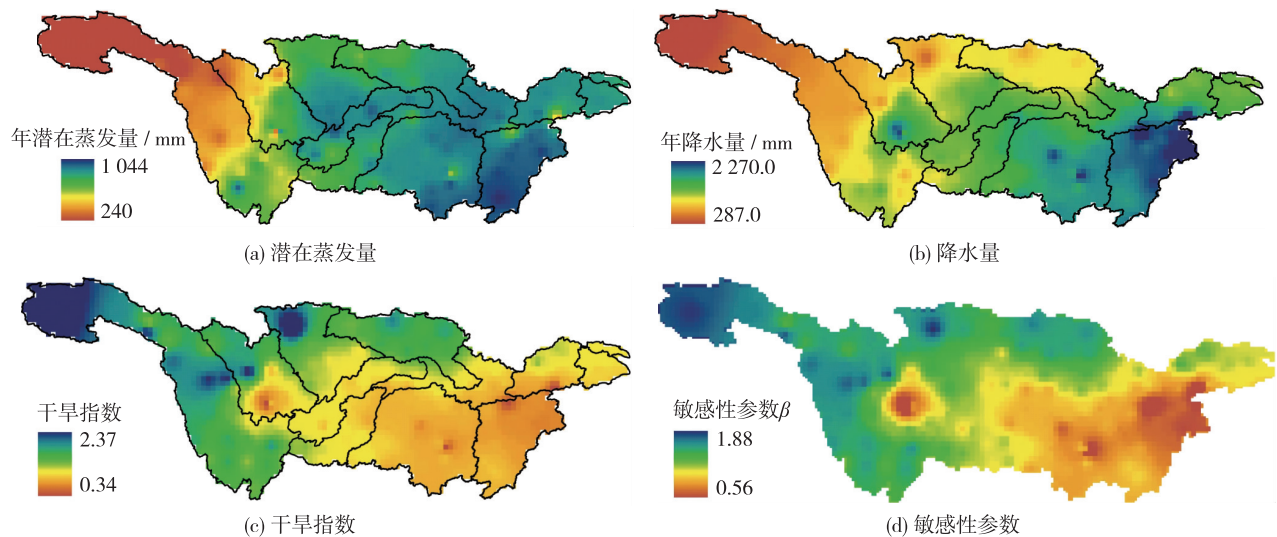 年潜在蒸发量 / mm
1 044
240
(a) 潜在蒸发量
年降水量 / mm
2 270.0
287.0
(b) 降水量
干旱指数
2.37
0.34
(c) 干旱指数
敏感性参数β
1.88
0.56
(d) 敏感性参数